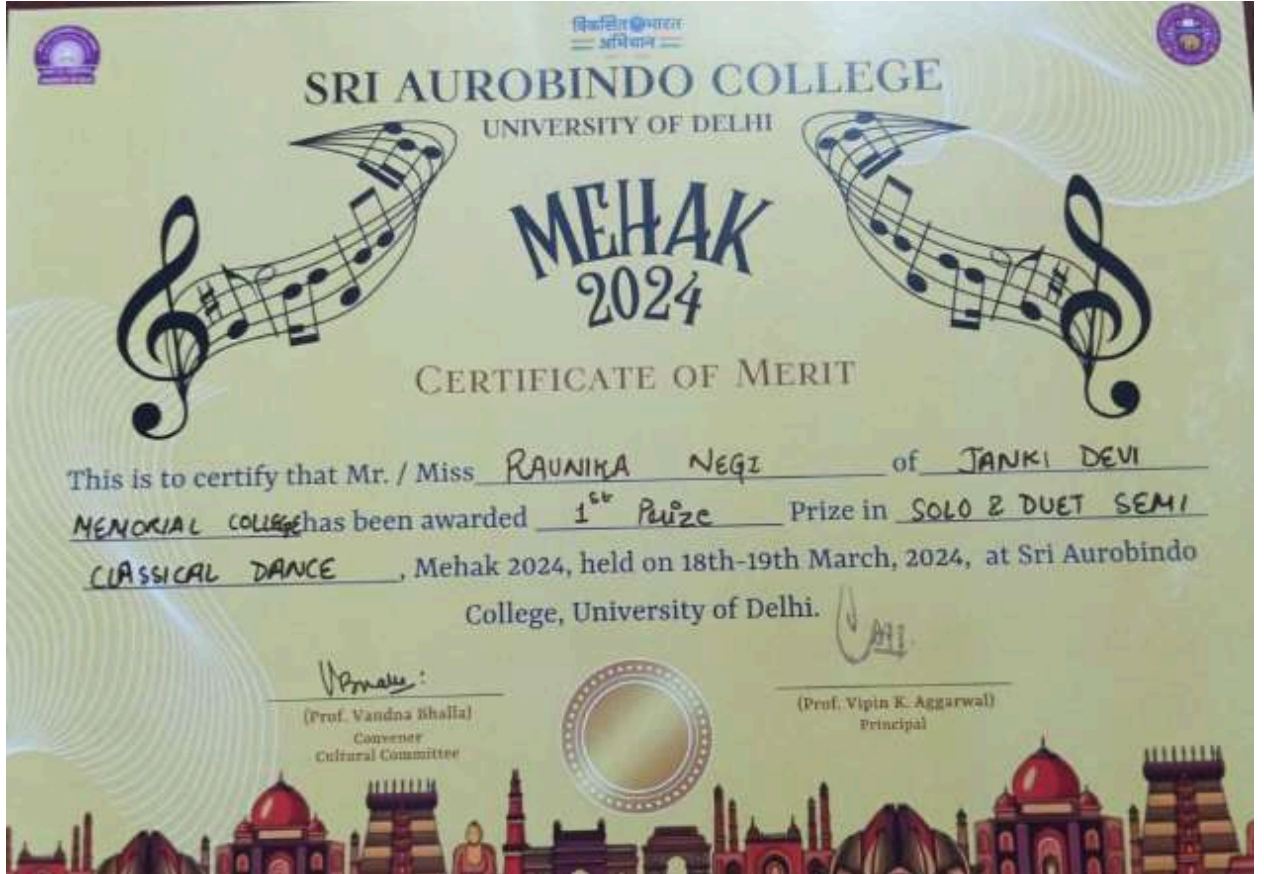 विकसित भारत
अभियान
SRI AUROBINDO COLLEGE
UNIVERSITY OF DELHI
MEHAK
2024
CERTIFICATE OF MERIT
This is to certify that Mr. / Miss RAUNIKA NEGI of JANKI DEVI
MEMORIAL COLLEGE has been awarded 1st Prize Prize in SOLO & DUET SEMI
CLASSICAL DANCE , Mehak 2024, held on 18th-19th March, 2024, at Sri Aurobindo
College, University of Delhi.
(Prof. Vandna Bhalla)
Convener
Cultural Committee
(Prof. Vipin K. Aggarwal)
Principal